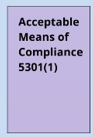 Acceptable
Means of
Compliance
5301(1)